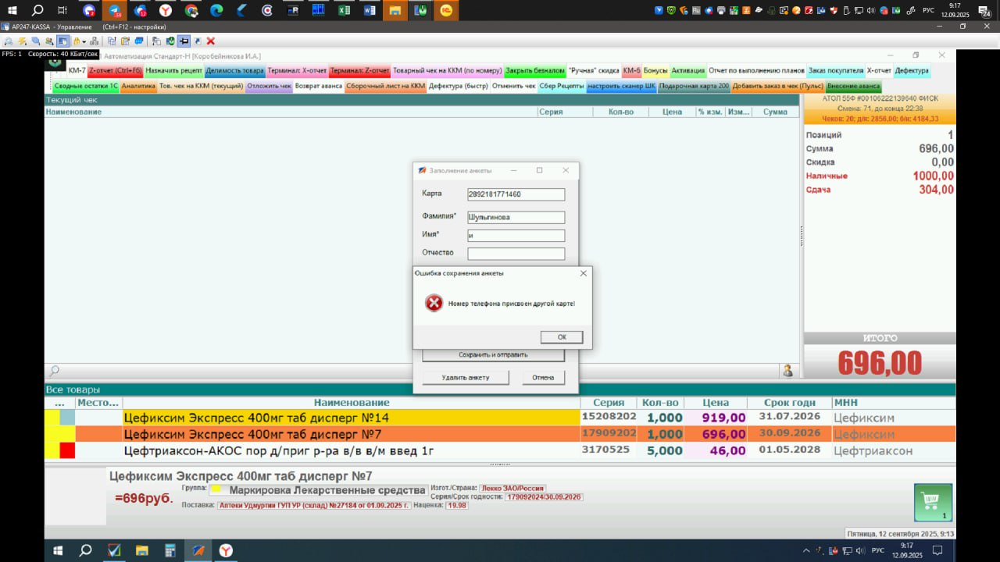 9:17
РУС
12.09.2025
24
AP247-KASSA - Управление (Ctrl+F12 - настройки)
FPS: 1 Скорость: 40 КБит/сек
Автоматизация Стандарт-Н [Коробейникова И.А.]
КМ-7 Z-отчет (Ctrl+F6) Назначить рецепт Делимость товара Терминал: X-отчет Терминал: Z-отчет Товарный чек на ККМ (по номеру) Закрыть безналом "Ручная" скидка КМ-6 Бонусы Активация Отчет по выполнению планов Заказ покупателя X-отчет Дефектура
Сводные остатки 1С Аналитика Тов. чек на ККМ (текущий) Отложить чек Возврат аванса Сборочный лист на ККМ Дефектура (быстр) Отменить чек Сбер Рецепты настроить сканер ШК Подарочная карта 200 Добавить заказ в чек (Пульс) Внесение аванса
Текущий чек
Наименование Серия Кол-во Цена % изм. Изм... Сумма
АТОЛ 55Ф #00106222139640 ФИСК
Смена: 71, до конца 22:38
Чеков: 20; д/я: 2856,00; б/н: 4184,33
Позиций 1
Сумма 696,00
Скидка 0,00
Наличные 1000,00
Сдача 304,00
Заполнение анкеты
Карта 2892181771460
Фамилия* Шульгинова
Имя* и
Отчество
Ошибка сохранения анкеты
Номер телефона присвоен другой карте!
ОК
Сохранить и отправить
Удалить анкету Отмена
ИТОГО
696,00
Все товары
... Место... Наименование Серия Кол-во Цена Срок годн МНН
Цефиксим Экспресс 400мг таб дисперг №14 15208202 1,000 919,00 31.07.2026 Цефиксим
Цефиксим Экспресс 400мг таб дисперг №7 17909202 1,000 696,00 30.09.2026 Цефиксим
Цефтриаксон-АКОС пор д/приг р-ра в/в в/м введ 1г 3170525 5,000 46,00 01.05.2028 Цефтриаксон
Цефиксим Экспресс 400мг таб дисперг №7
=696руб.
Группа: Маркировка Лекарственные средства Изгот./Страна: Лекко ЗАО/Россия
Серия/Срок годности: 179092024/30.09.2026
Поставка: Аптеки Удмуртии ГУП УР (склад) №27184 от 01.09.2025 г. Наценка: 19.98
1
Пятница, 12 сентября 2025, 9:13
9:17
РУС
12.09.2025